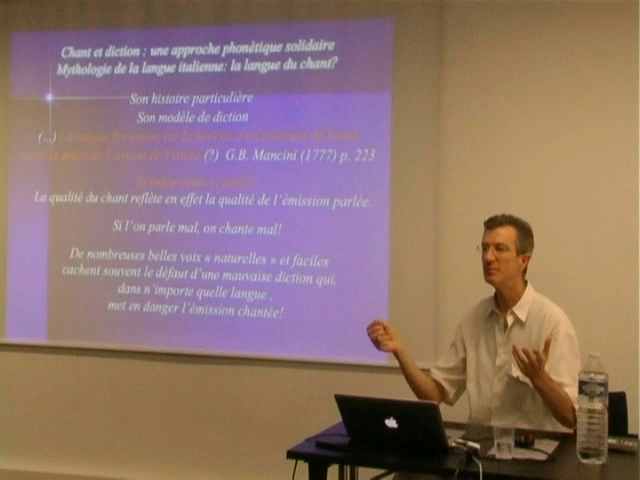 Chant et diction : une approche phonétique solidaire
Mythologie de la langue italienne: la langue du chant?
Son histoire particulière
Son modèle de diction
(...)
(?) G.B. Mancini (1777) p. 223
La qualité du chant reflète en effet la qualité de l'émission parlée.
Si l'on parle mal, on chante mal!
De nombreuses belles voix « naturelles » et faciles
cachent souvent le défaut d'une mauvaise diction qui,
dans n'importe quelle langue ,
met en danger l'émission chantée!